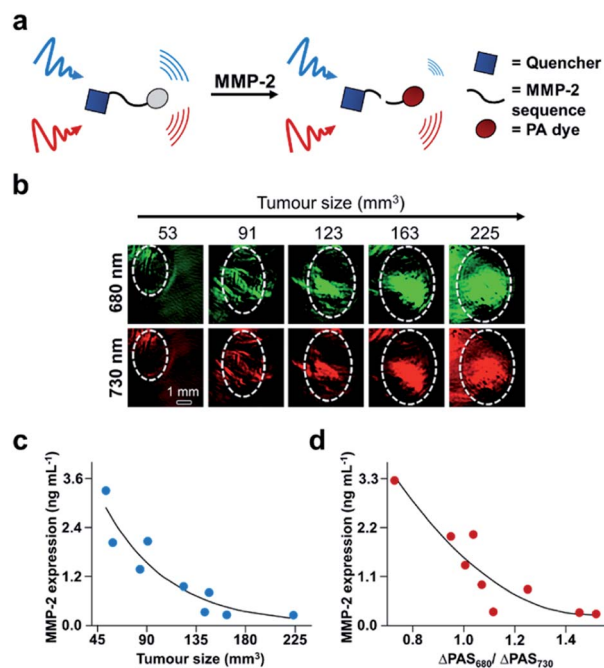 a
MMP-2
= Quencher
= MMP-2
sequence
= PA dye
b
Tumour size (mm³)
53 91 123 163 225
680 nm
730 nm
1 mm
c
MMP-2 expression (ng mL⁻¹)
3.6
2.4
1.2
0.0
45 90 135 180 225
Tumour size (mm³)
d
MMP-2 expression (ng mL⁻¹)
3.3
2.2
1.1
0.0
0.8 1.0 1.2 1.4
ΔPAS₆₈₀/ ΔPAS₇₃₀